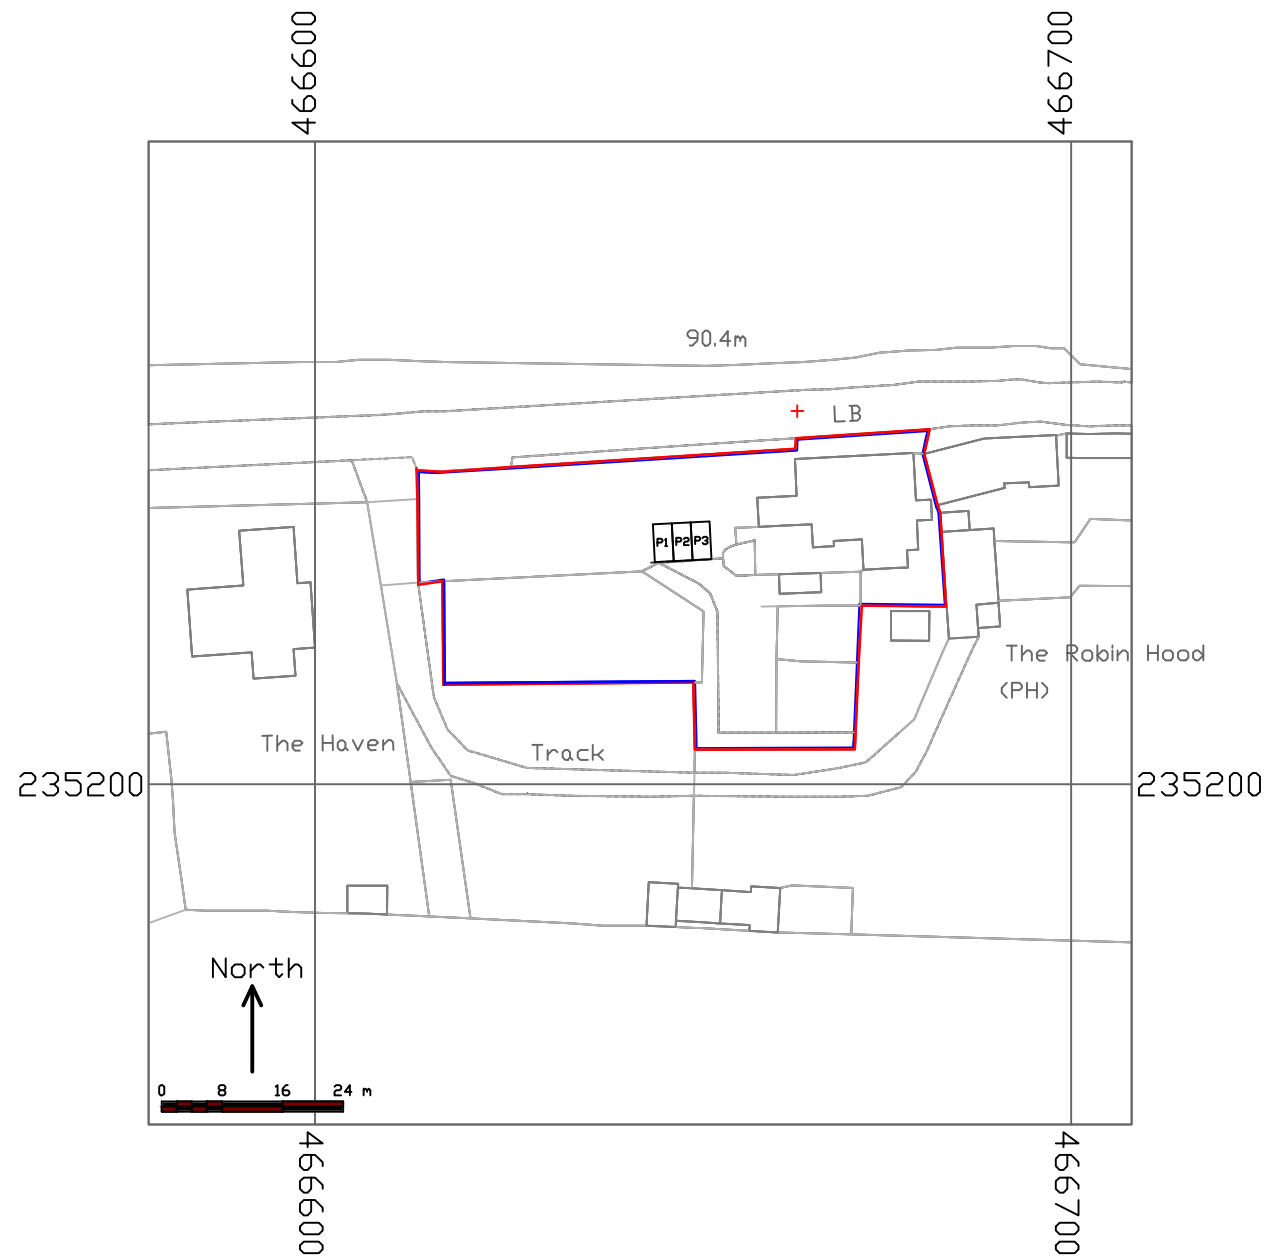 466600
466700
90.4m
LB
P1 P2 P3
The Robin Hood
(PH)
The Haven
Track
235200
235200
North
0 8 16 24 m
466600
466700